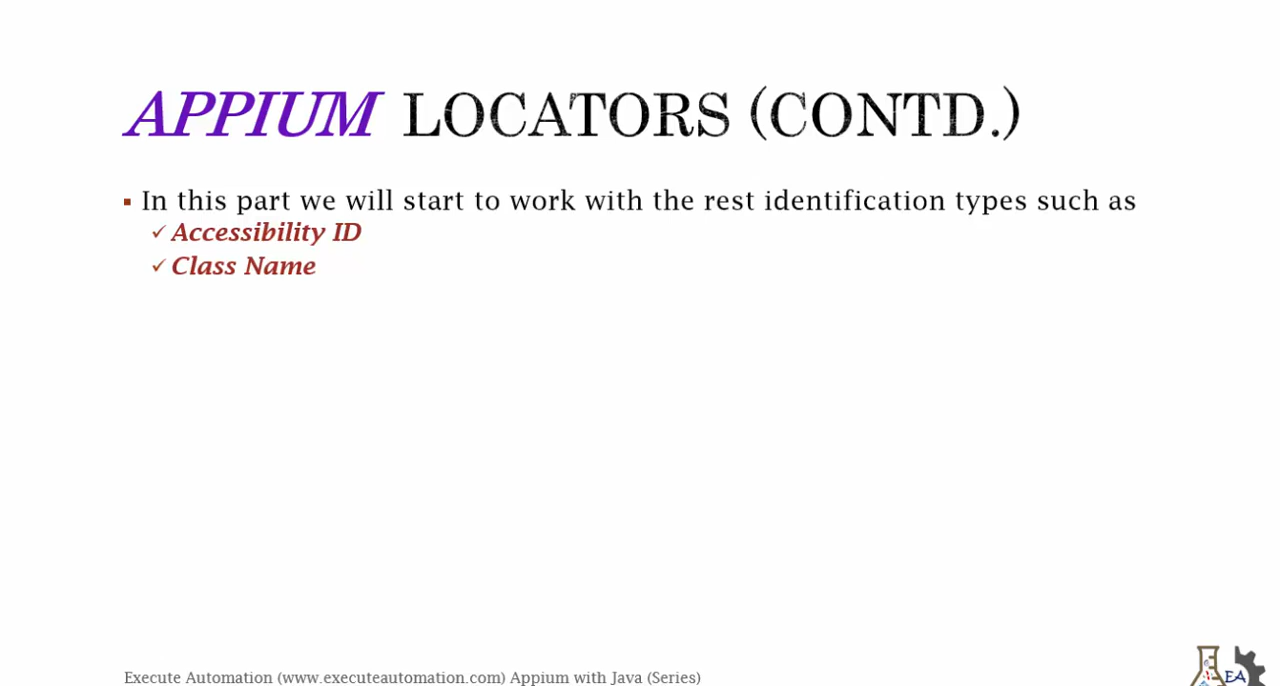 APPIUM LOCATORS (CONTD.)
▪ In this part we will start to work with the rest identification types such as
✓ Accessibility ID
✓ Class Name
Execute Automation (www.executeautomation.com) Appium with Java (Series)
EA